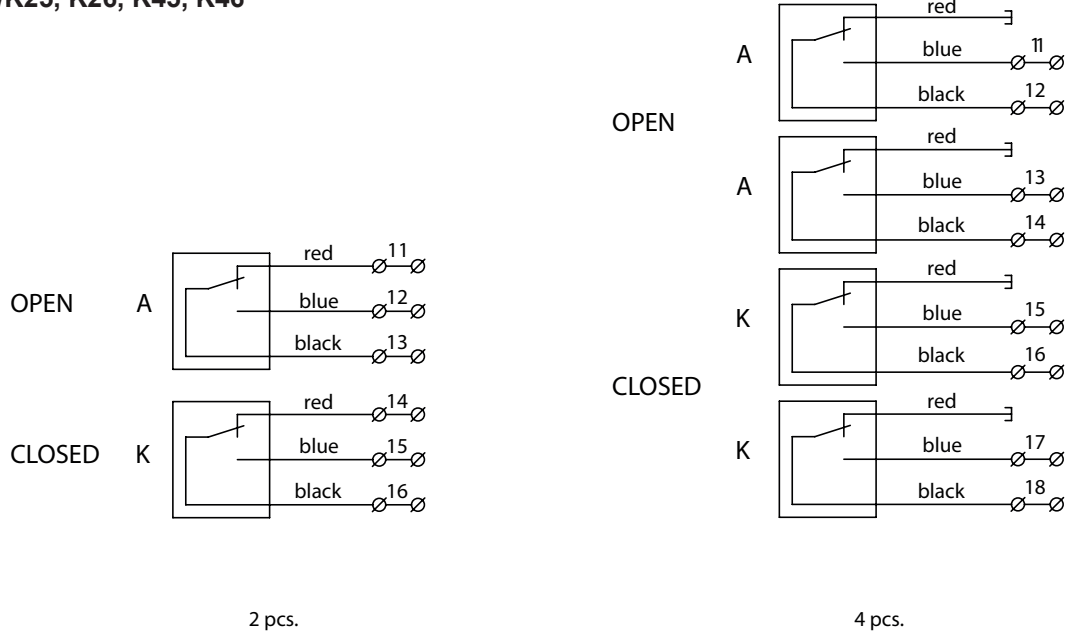 K26, K45, K46
red
11
blue
12
black
13
OPEN
A
red
14
blue
15
black
16
CLOSED
K
2 pcs.
red
A
blue
11
black
12
OPEN
red
A
blue
13
black
14
red
K
blue
15
black
16
CLOSED
red
K
blue
17
black
18
4 pcs.